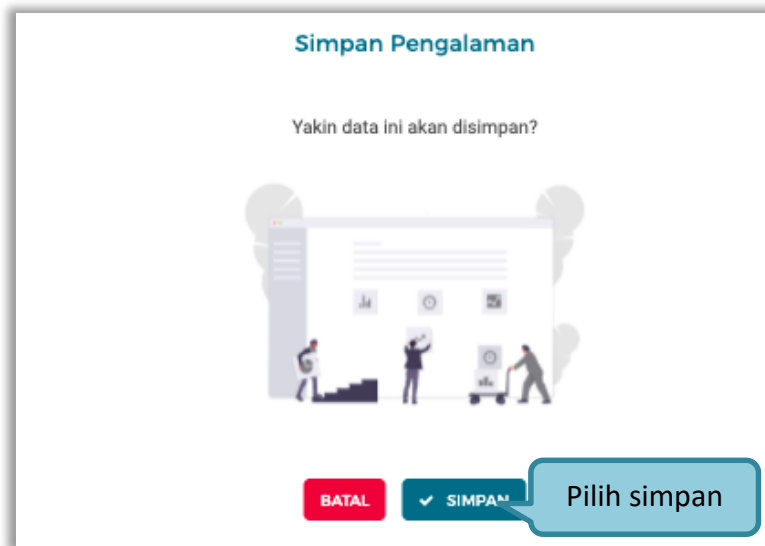 Simpan Pengalaman
Yakin data ini akan disimpan?
BATAL
SIMPAN
Pilih simpan